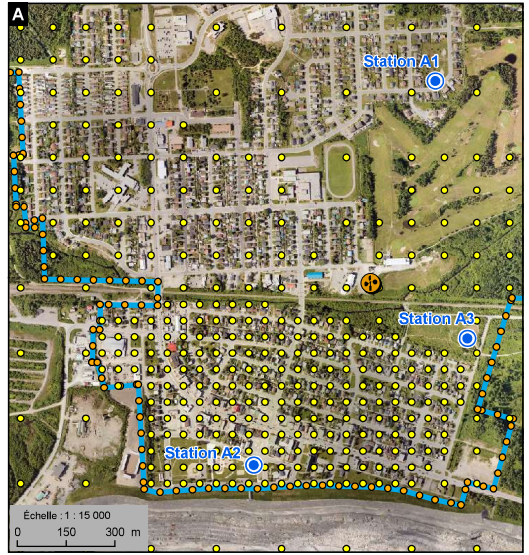 A
Station A1
Station A3
Station A2
Échelle : 1 : 15 000
0 150 300 m